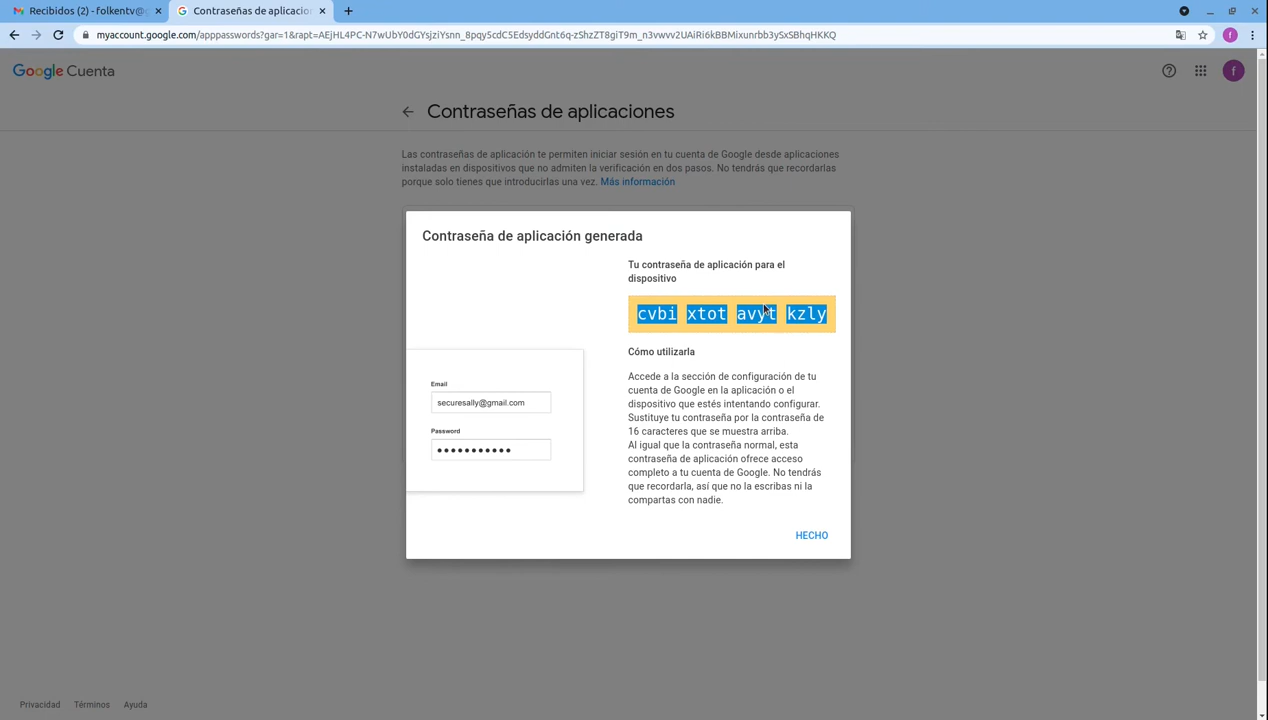 Recibidos (2) - folkentv@
Contraseñas de aplicacio
myaccount.google.com/apppasswords?gar=1&rapt=
f
Google Cuenta
f
Contraseñas de aplicaciones
Las contraseñas de aplicación te permiten iniciar sesión en tu cuenta de Google desde aplicaciones
instaladas en dispositivos que no admiten la verificación en dos pasos. No tendrás que recordarlas
porque solo tienes que introducirlas una vez. Más información
Contraseña de aplicación generada
Email
securesally@gmail.com
Password
Tu contraseña de aplicación para el
dispositivo
cvbi xtot avyt kzly
Cómo utilizarla
Accede a la sección de configuración de tu
cuenta de Google en la aplicación o el
dispositivo que estés intentando configurar.
Sustituye tu contraseña por la contraseña de
16 caracteres que se muestra arriba.
Al igual que la contraseña normal, esta
contraseña de aplicación ofrece acceso
completo a tu cuenta de Google. No tendrás
que recordarla, así que no la escribas ni la
compartas con nadie.
HECHO
Privacidad Términos Ayuda